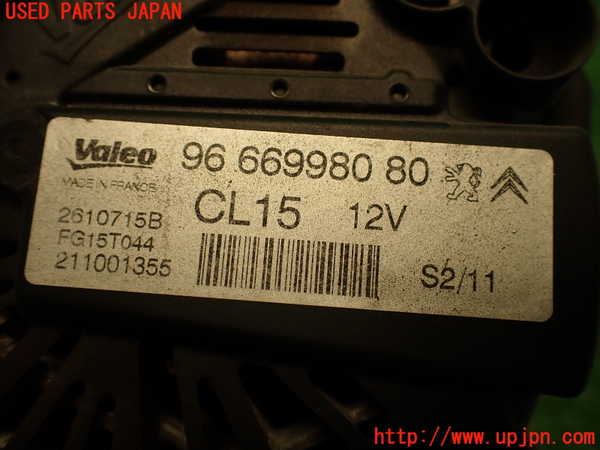 USED PARTS JAPAN
Valeo
96 669980 80
MADE IN FRANCE
2610715B
CL15
12V
FG15T044
211001355
S2/11
UPJ
http://www.upjpn.com/